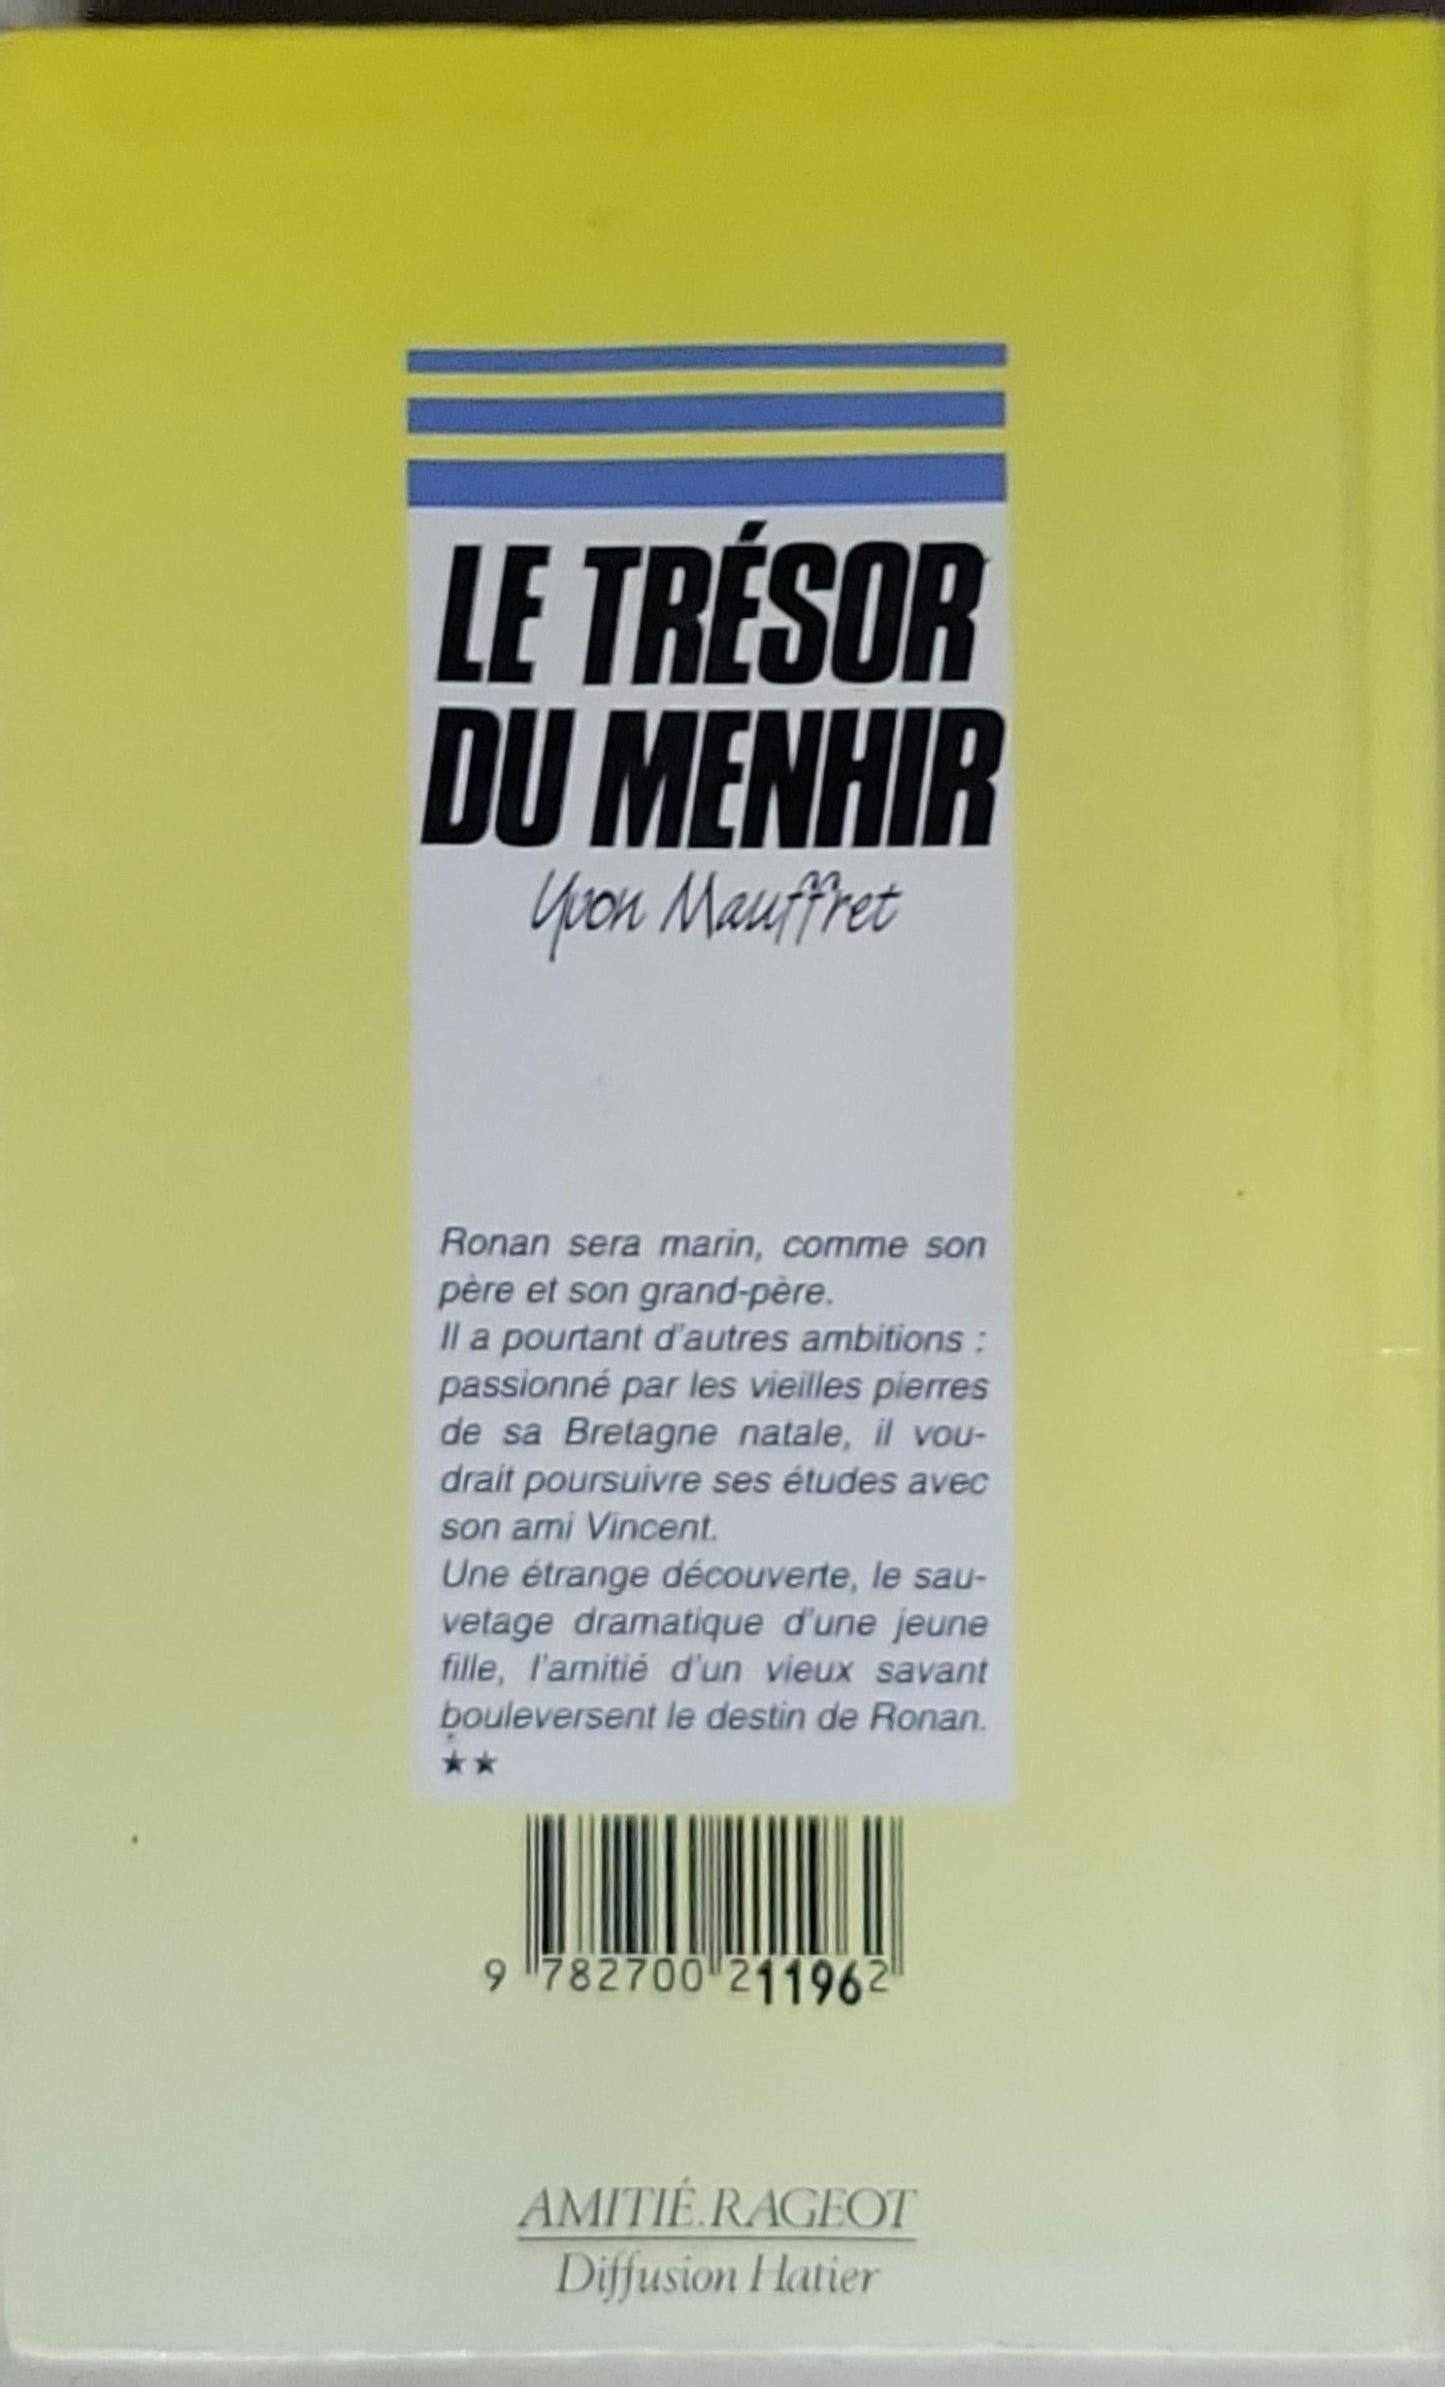 LE TRÉSOR
DU MENHIR
Yvon Mauffret
Ronan sera marin, comme son
père et son grand-père.
Il a pourtant d'autres ambitions :
passionné par les vieilles pierres
de sa Bretagne natale, il vou-
drait poursuivre ses études avec
son ami Vincent.
Une étrange découverte, le sau-
vetage dramatique d'une jeune
fille, l'amitié d'un vieux savant
bouleversent le destin de Ronan.
★★
9 782700 211962
AMITIÉ.RAGEOT
Diffusion Hatier